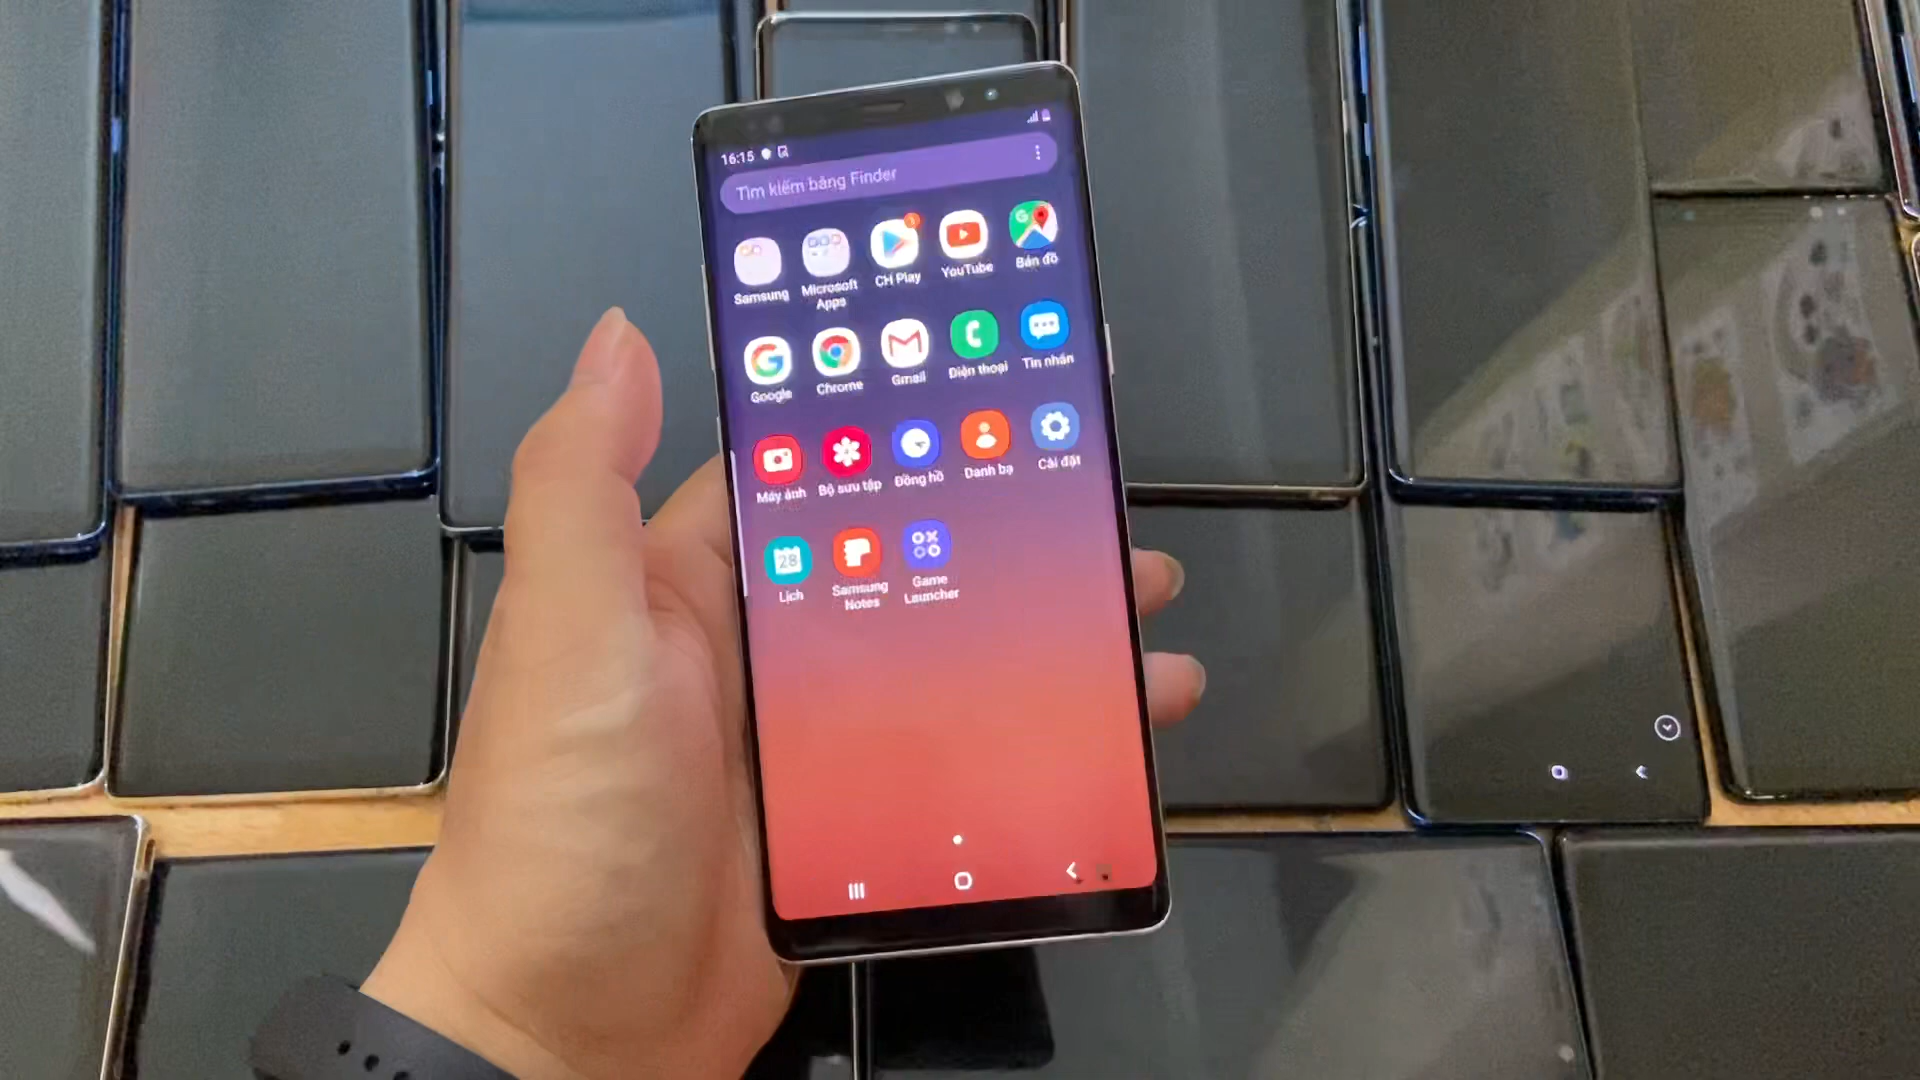 16:15
Tìm kiếm bằng Finder
Samsung
Microsoft Apps
CH Play
YouTube
Bản đồ
Google
Chrome
Gmail
Điện thoại
Tin nhắn
Máy ảnh
Bộ sưu tập
Đồng hồ
Danh bạ
Cài đặt
28
Lịch
Samsung Notes
Game Launcher